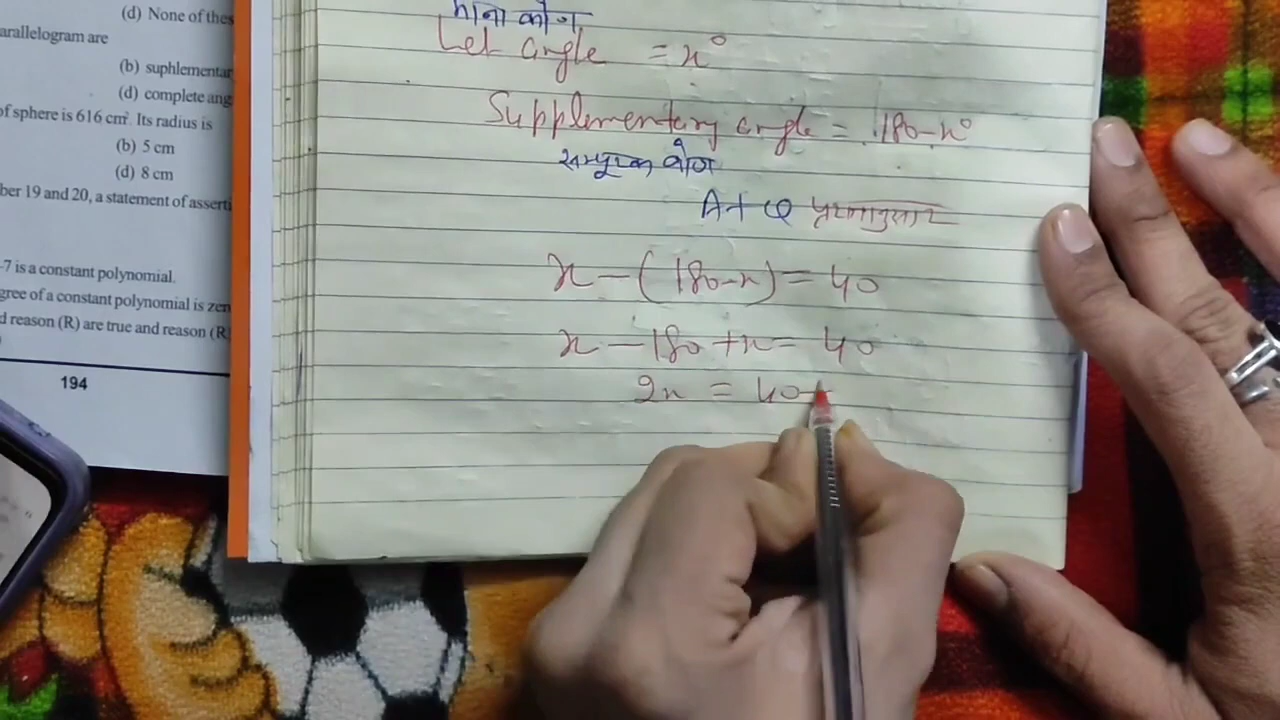 (d) None of thes
arallelogram are
(b) suphlementar
(d) complete ang
of sphere is 616 cm². Its radius is
(b) 5 cm
(d) 8 cm
ber 19 and 20, a statement of asserti
-7 is a constant polynomial.
gree of a constant polynomial is zen
d reason (R) are true and reason (R)
194
माना कोण
Let angle = x°
Supplementary angle = 180-x°
सम्पूरक कोण
A+Q प्रश्नानुसार
x - (180-x) = 40
x - 180 + x = 40
2x = 40+